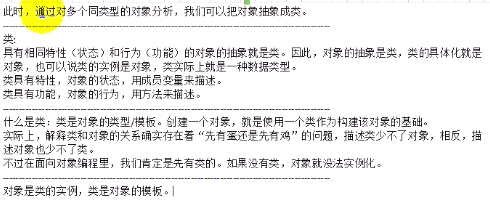 此时，通过对多个同类型的对象分析，我们可以把对象抽象成类。
--------------------------------------------------------------------
类:
具有相同特性（状态）和行为（功能）的对象的抽象就是类。因此，对象的抽象是类，类的具体化就是
对象，也可以说类的实例是对象，类实际上就是一种数据类型。
类具有特性，对象的状态，用成员变量来描述。
类具有功能，对象的行为，用方法来描述。
--------------------------------------------------------------------
什么是类：类是对象的类型/模板。创建一个对象，就是使用一个类作为构建该对象的基础。
实际上，解释类和对象的关系确实存在着“先有蛋还是先有鸡”的问题，描述类少不了对象，相反，描
述对象也少不了类。
不过在面向对象编程里，我们肯定是先有类的。如果没有类，对象就没法实例化。
--------------------------------------------------------------------
对象是类的实例，类是对象的模板。